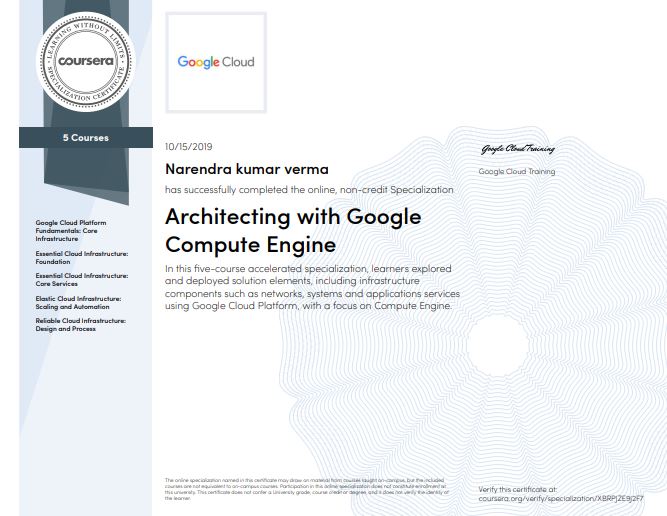 LEARNING WITHOUT LIMITS
coursera
SPECIALIZATION CERTIFICATE
5 Courses
Google Cloud Platform
Fundamentals: Core
Infrastructure
Essential Cloud Infrastructure:
Foundation
Essential Cloud Infrastructure:
Core Services
Elastic Cloud Infrastructure:
Scaling and Automation
Reliable Cloud Infrastructure:
Design and Process
Google Cloud
10/15/2019
Narendra kumar verma
has successfully completed the online, non-credit Specialization
Architecting with Google
Compute Engine
In this five-course accelerated specialization, learners explored
and deployed solution elements, including infrastructure
components such as networks, systems and applications services
using Google Cloud Platform, with a focus on Compute Engine.
Google Cloud Training
Google Cloud Training
The online specialization named in this certificate may draw on material from courses taught on-campus, but the included
courses are not equivalent to on-campus courses. Participation in this online specialization does not constitute enrollment at
this university. This certificate does not confer a University grade, course credit or degree, and it does not verify the identity of
the learner.
Verify this certificate at:
coursera.org/verify/specialization/XBRPJZE9J2F7